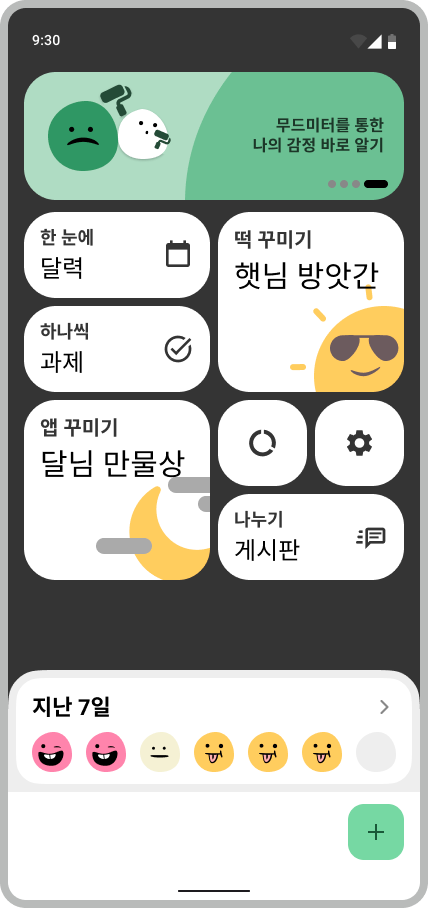 9:30
무드미터를 통한
나의 감정 바로 알기
한 눈에
달력
떡 꾸미기
햇님 방앗간
하나씩
과제
앱 꾸미기
달님 만물상
나누기
게시판
지난 7일